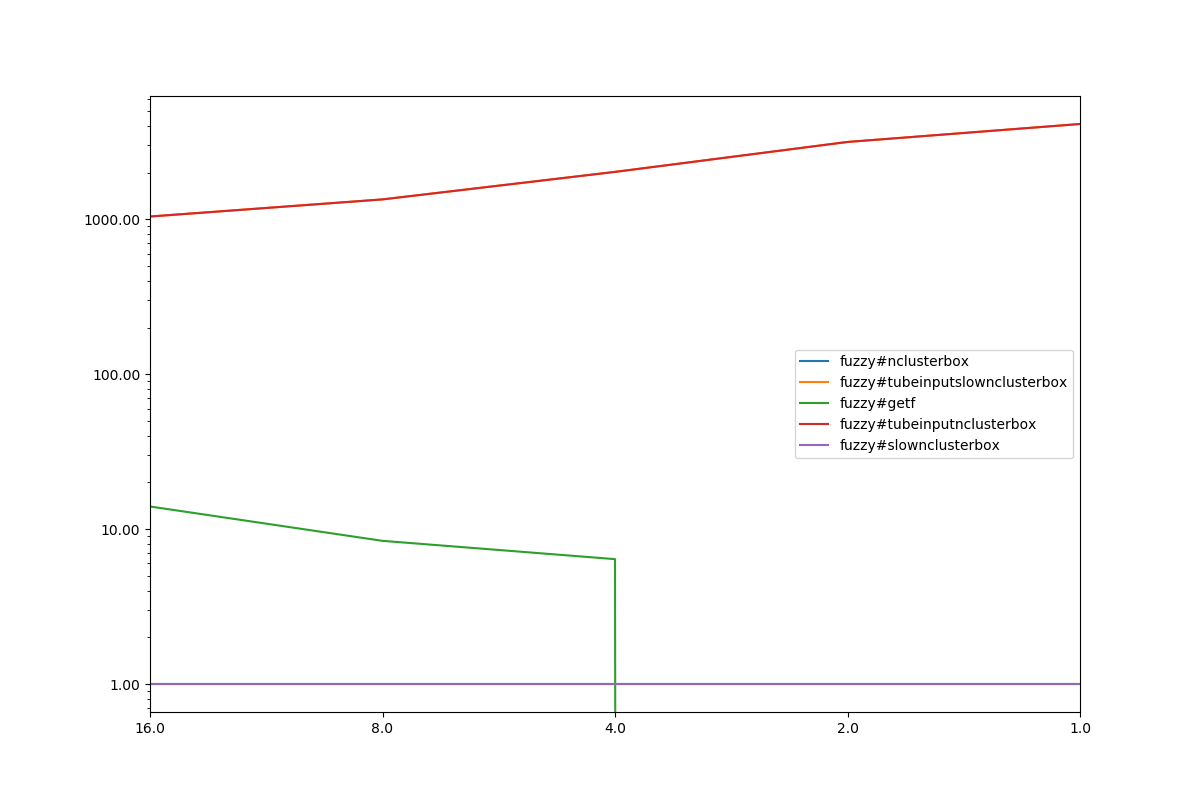 1000.00
100.00
10.00
1.00
16.0 8.0 4.0 2.0 1.0
fuzzy#nclusterbox
fuzzy#tubeinputslownclusterbox
fuzzy#getf
fuzzy#tubeinputnclusterbox
fuzzy#slownclusterbox